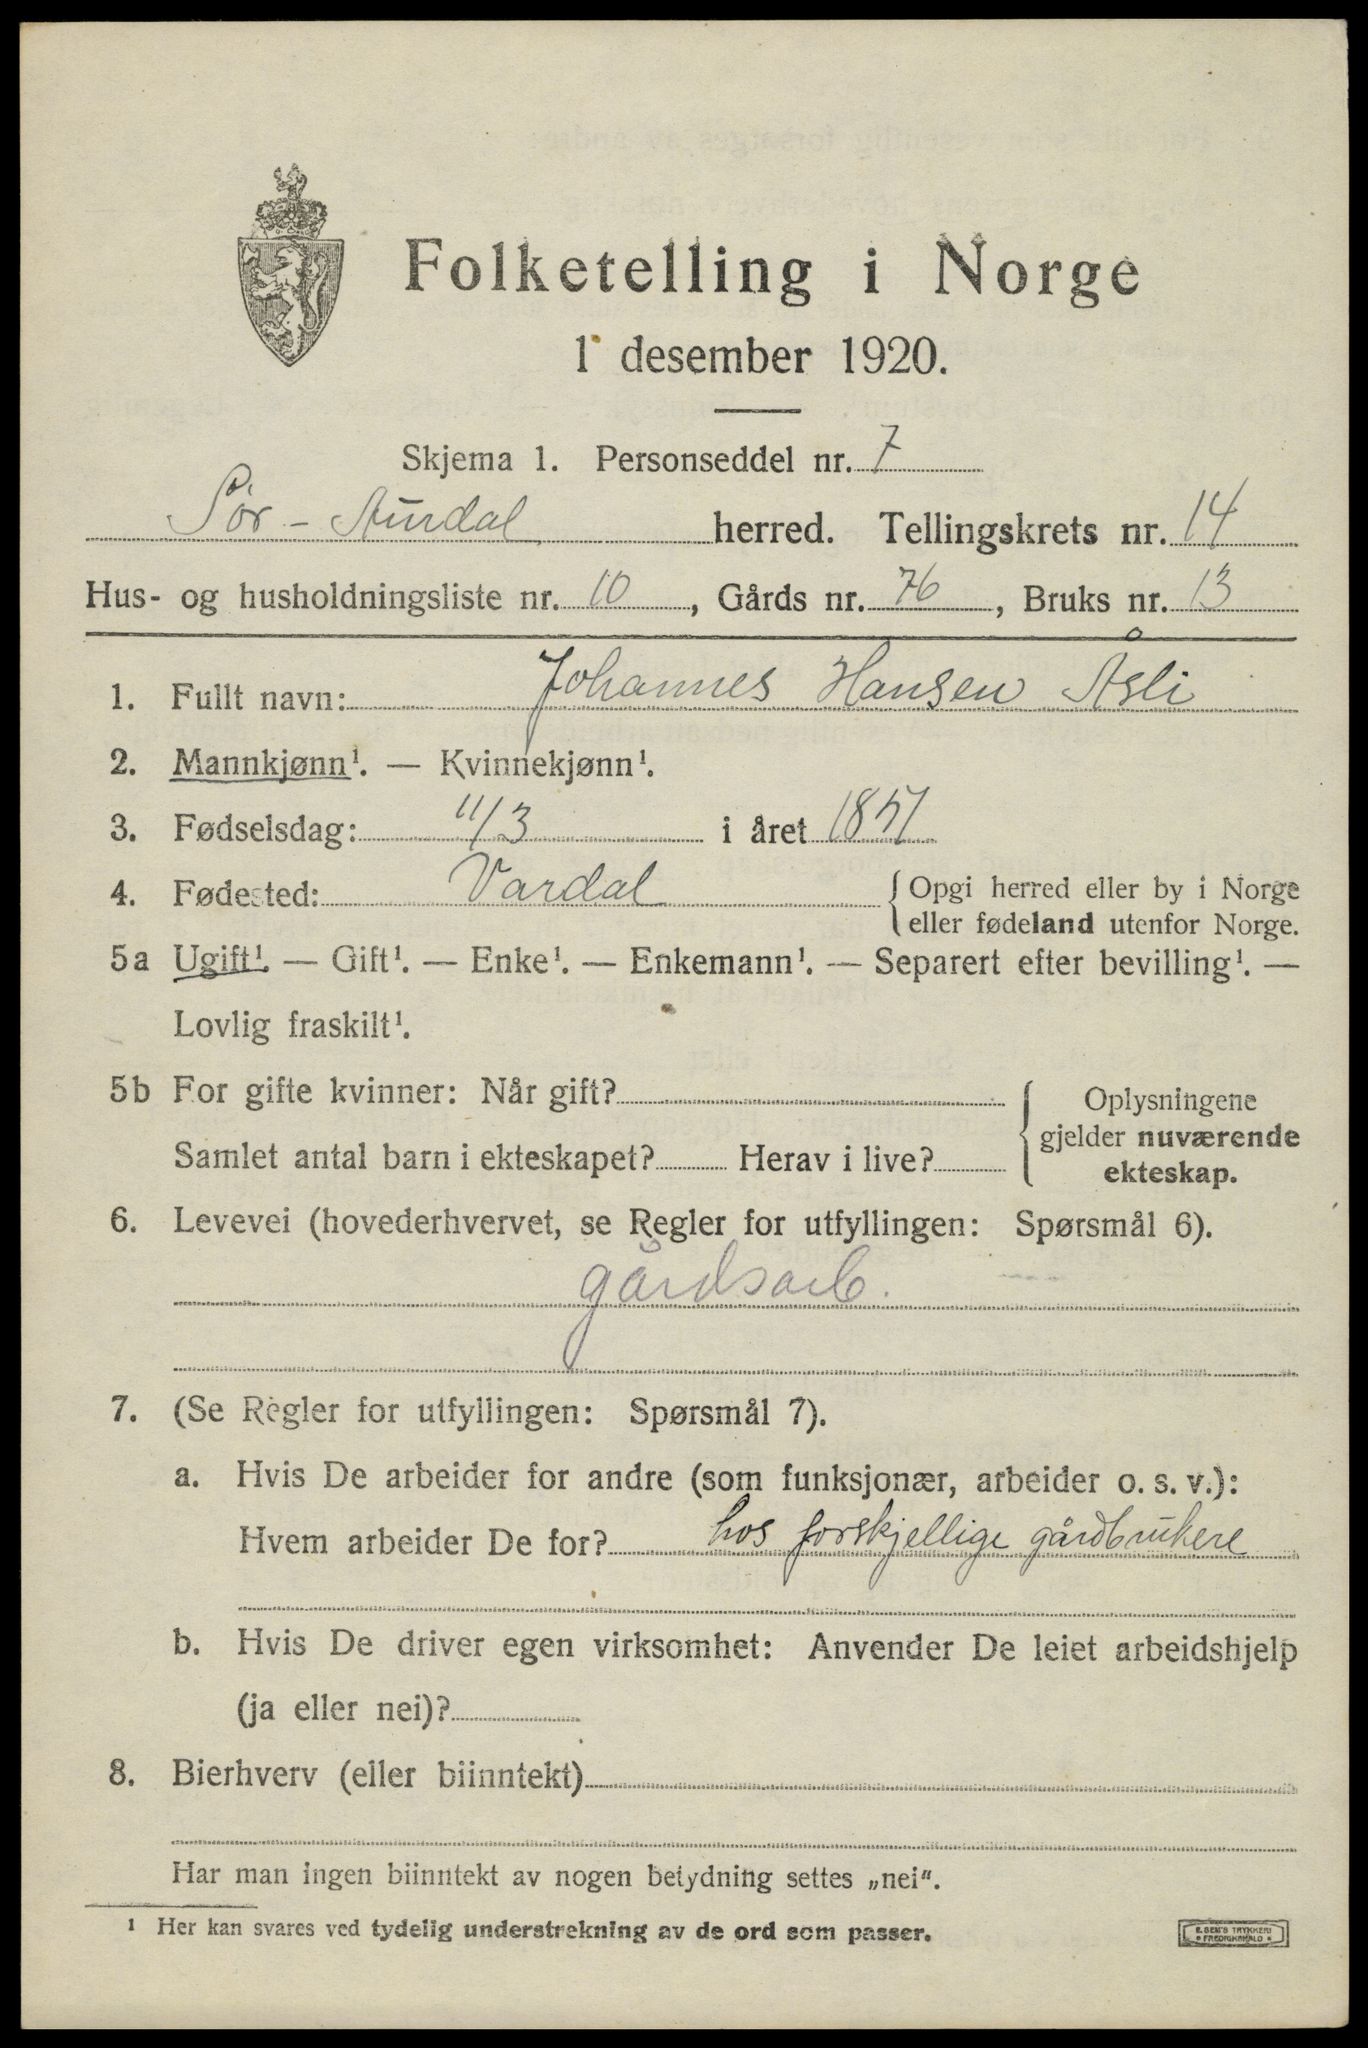 Folketelling i Norge
1 desember 1920.
Skjema 1. Personseddel nr. 7
Sör-Aurdal herred. Tellingskrets nr. 14
Hus- og husholdningsliste nr. 10, Gårds nr. 76, Bruks nr. 13
1. Fullt navn: Johannes Hansen Åsli
2. Mannkjønn¹. — Kvinnekjønn¹.
3. Fødselsdag: 11/3 i året 1851
4. Fødested: Vardal { Opgi herred eller by i Norge
eller fødeland utenfor Norge.
5a Ugift¹. — Gift¹. — Enke¹. — Enkemann¹. — Separert efter bevilling¹. —
Lovlig fraskilt¹.
5b For gifte kvinner: Når gift? { Oplysningene
gjelder nuværende
Samlet antal barn i ekteskapet? Herav i live?
ekteskap.
6. Levevei (hovederhvervet, se Regler for utfyllingen: Spørsmål 6).
gårdsarb.
7. (Se Regler for utfyllingen: Spørsmål 7).
a. Hvis De arbeider for andre (som funksjonær, arbeider o. s. v.):
Hvem arbeider De for? hos forskjellige gårdbrukere
b. Hvis De driver egen virksomhet: Anvender De leiet arbeidshjelp
(ja eller nei)?
8. Bierhverv (eller biinntekt)
Har man ingen biinntekt av nogen betydning settes „nei“.
¹ Her kan svares ved tydelig understrekning av de ord som passer.
E. SEM'S TRYKKERI
FREDRIKSHALD